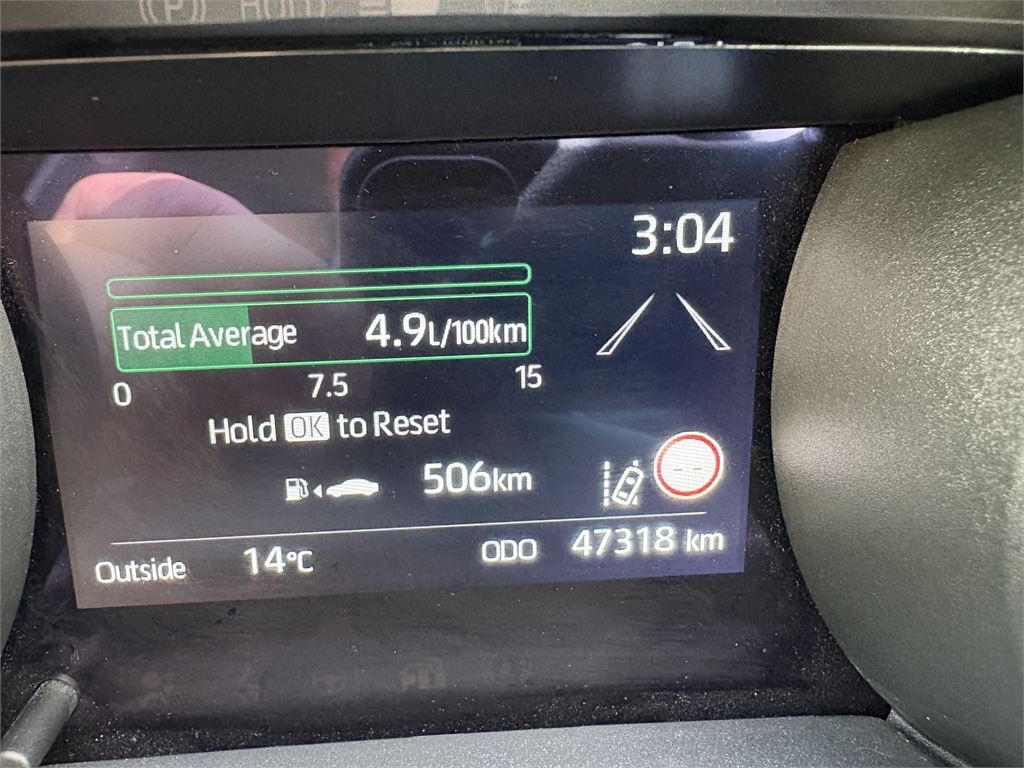 HOLD
3:04
Total Average 4.9L/100km
0 7.5 15
Hold OK to Reset
506km
--
Outside 14°C ODO 47318 km